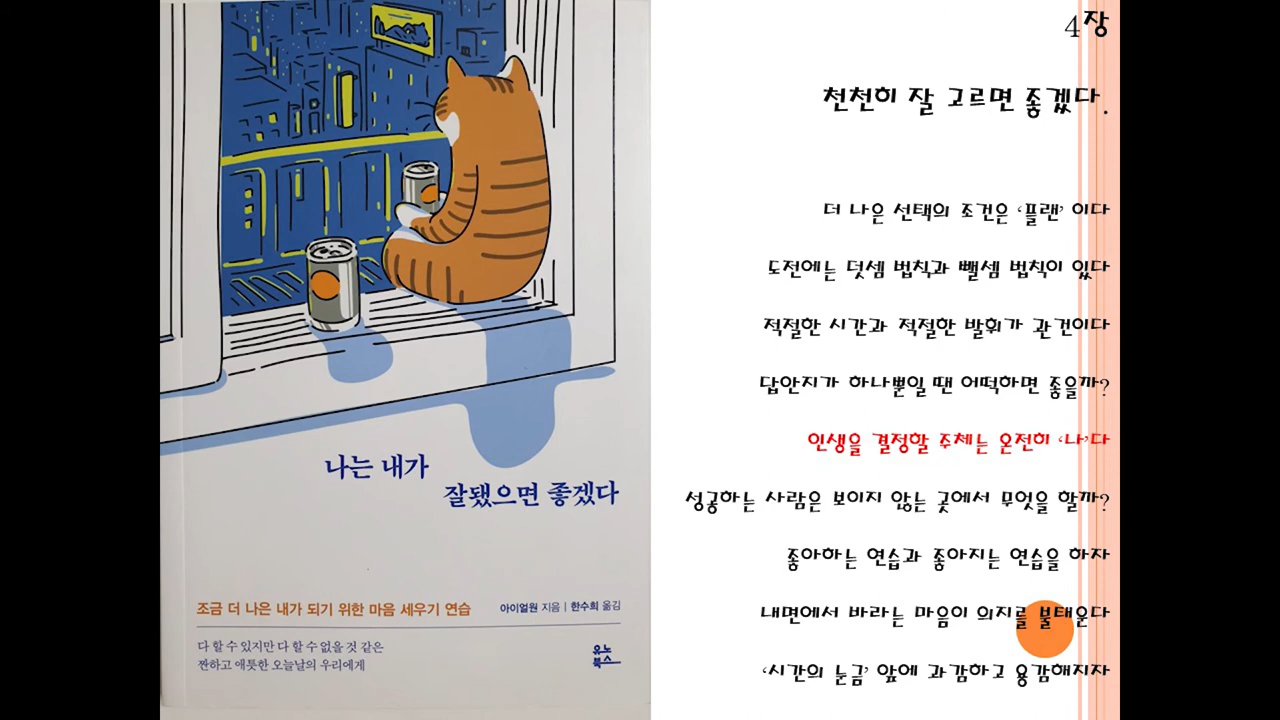 나는 내가
잘됐으면 좋겠다
조금 더 나은 내가 되기 위한 마음 세우기 연습
아이얼원 지음 | 한수희 옮김
다 할 수 있지만 다 할 수 없을 것 같은
짠하고 애틋한 오늘날의 우리에게
유노
북스
4장
천천히 잘 고르면 좋겠다.
더 나은 선택의 조건은 ‘플랜’ 이다
도전에는 덧셈 법칙과 뺄셈 법칙이 있다
적절한 시간과 적절한 발휘가 관건이다
답안지가 하나뿐일 땐 어떡하면 좋을까?
인생을 결정할 주체는 온전히 ‘나’다
성공하는 사람은 보이지 않는 곳에서 무엇을 할까?
좋아하는 연습과 좋아지는 연습을 하자
내면에서 바라는 마음이 의지를 불태운다
‘시간의 눈금’ 앞에 과감하고 용감해지자